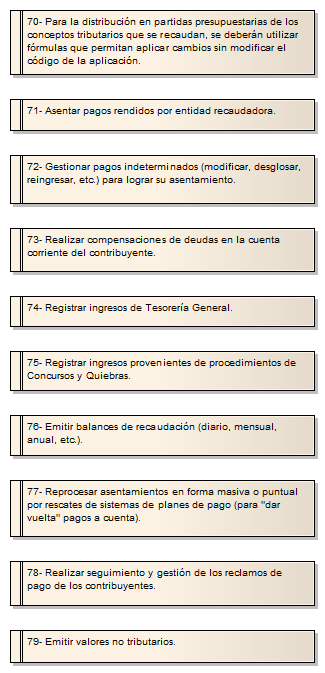 70- Para la distribución en partidas presupuestarias de los
conceptos tributarios que se recaudan, se deberán utilizar
fórmulas que permitan aplicar cambios sin modificar el
código de la aplicación.
71- Asentar pagos rendidos por entidad recaudadora.
72- Gestionar pagos indeterminados (modificar, desglosar,
reingresar, etc.) para lograr su asentamiento.
73- Realizar compensaciones de deudas en la cuenta
corriente del contribuyente.
74- Registrar ingresos de Tesorería General.
75- Registrar ingresos provenientes de procedimientos de
Concursos y Quiebras.
76- Emitir balances de recaudación (diario, mensual,
anual, etc.).
77- Reprocesar asentamientos en forma masiva o puntual
por rescates de sistemas de planes de pago (para "dar
vuelta" pagos a cuenta).
78- Realizar seguimiento y gestión de los reclamos de
pago de los contribuyentes.
79- Emitir valores no tributarios.